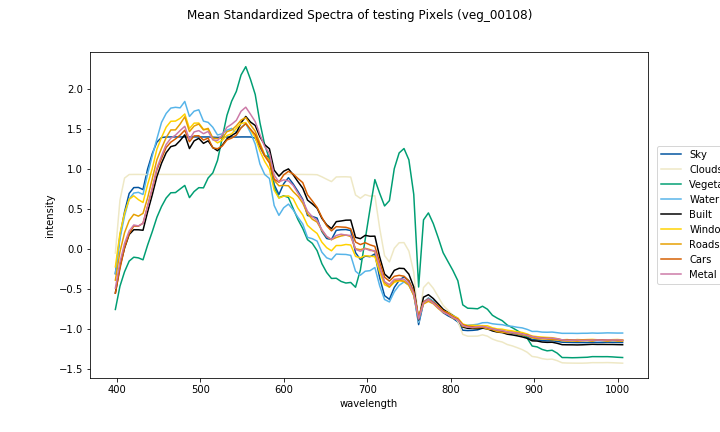 Mean Standardized Spectra of testing Pixels (veg_00108)
intensity
2.0
1.5
1.0
0.5
0.0
−0.5
−1.0
−1.5
400 500 600 700 800 900 1000
wavelength
Sky
Clouds
Vegeta
Water
Built
Windo
Roads
Cars
Metal